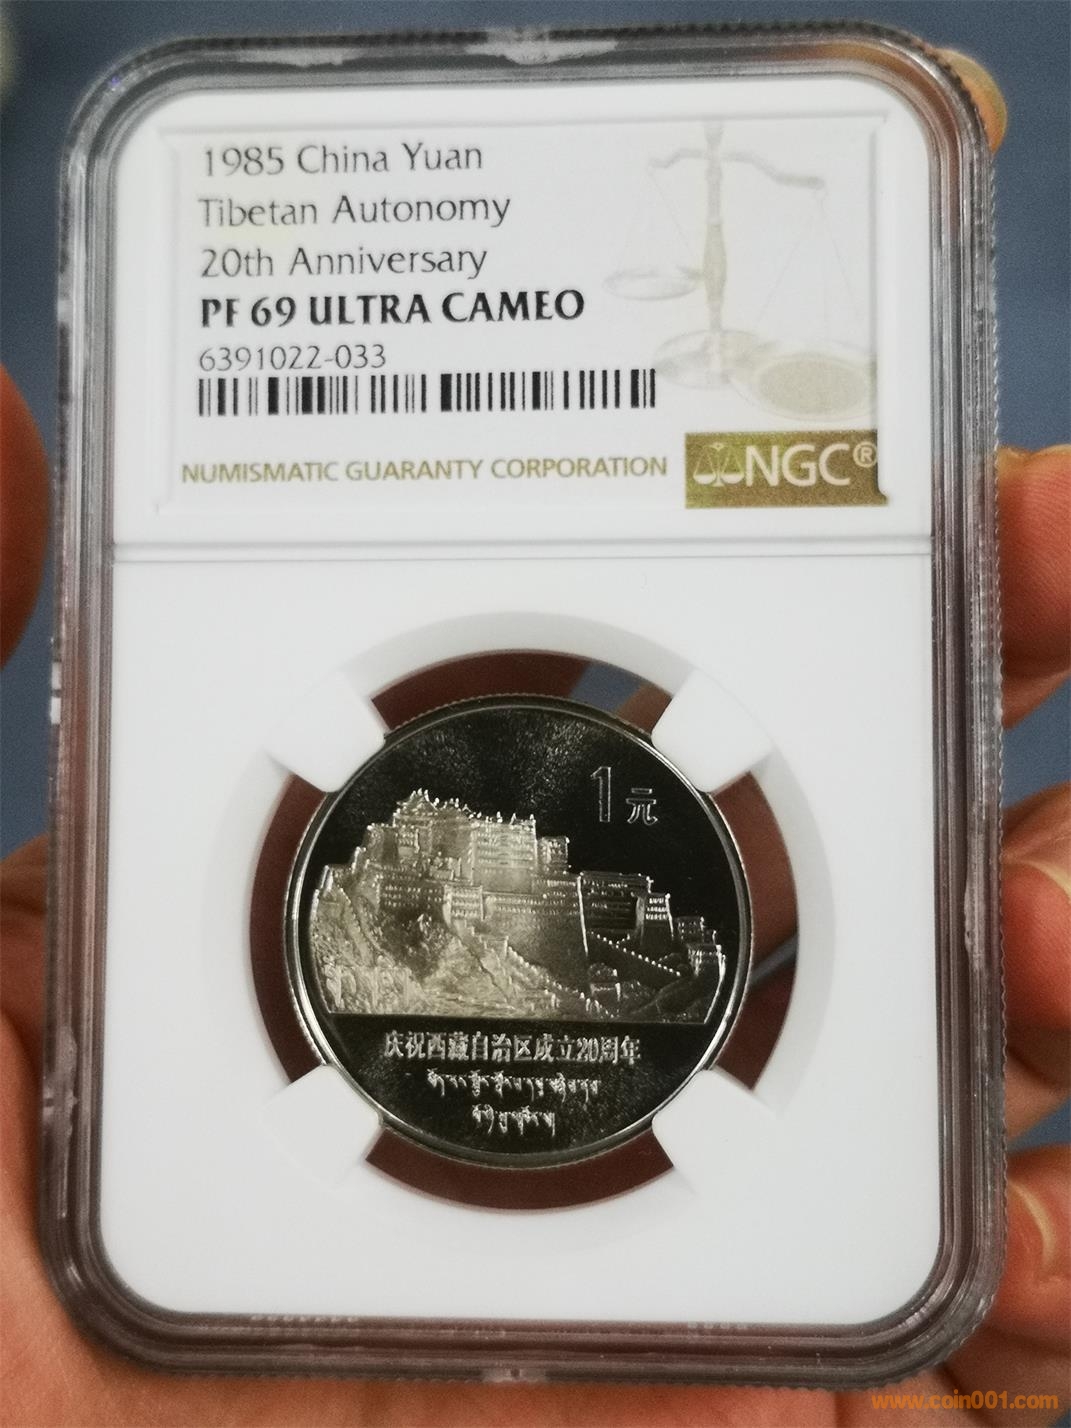 1985 China Yuan
Tibetan Autonomy
20th Anniversary
PF 69 ULTRA CAMEO
6391022-033
NUMISMATIC GUARANTY CORPORATION
NGC®
1元
庆祝西藏自治区成立20周年
www.coin001.com